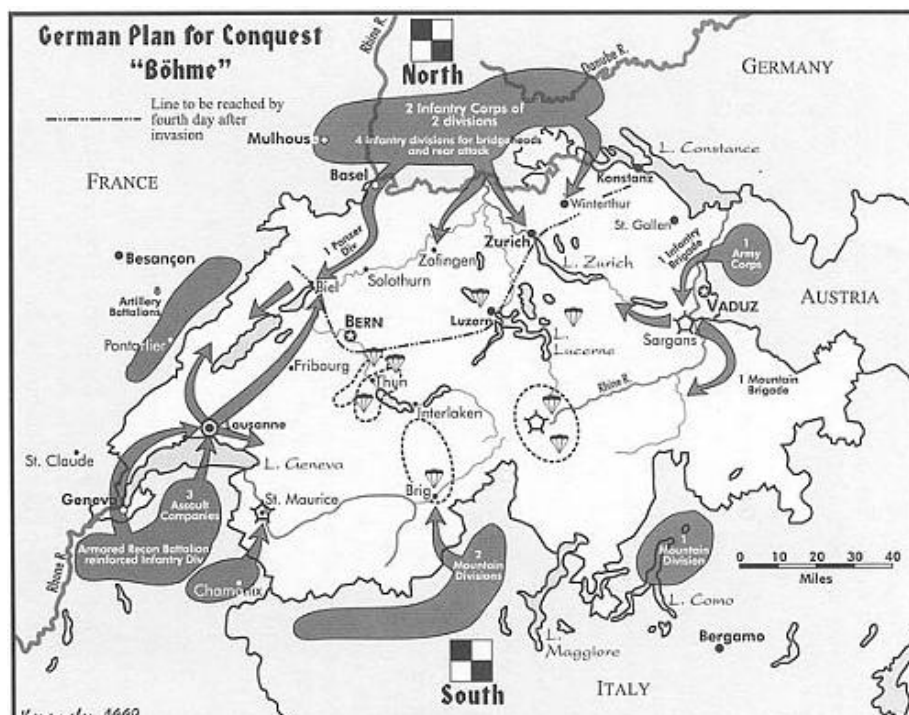 German Plan for Conquest
"Böhme"
Line to be reached by
fourth day after
invasion
North
Rhine R.
Danube R.
GERMANY
2 Infantry Corps of
2 divisions
4 infantry divisions for bridgeheads
and rear attack
Mulhouse
Basel
FRANCE
L. Constance
Konstanz
Winterthur
St. Gallen
1 Panzer
Div
Zurich
Zofingen
L. Zurich
1 Infantry
Brigade
1
Army
Corps
Besançon
Solothurn
VADUZ
AUSTRIA
8
Artillery
Battalions
Biel
BERN
Luzern
Sargans
Pontarlier
L.
Lucerne
Fribourg
Thun
Rhine R.
1 Mountain
Brigade
Interlaken
Lausanne
St. Claude
L. Geneva
Geneva
3
Assault
Companies
St. Maurice
Brig
Armored Recon Battalion
reinforced Infantry Div
Rhone R.
Chamonix
2
Mountain
Divisions
1
Mountain
Division
0 10 20 30 40
Miles
L. Como
L.
Maggiore
Bergamo
South
ITALY